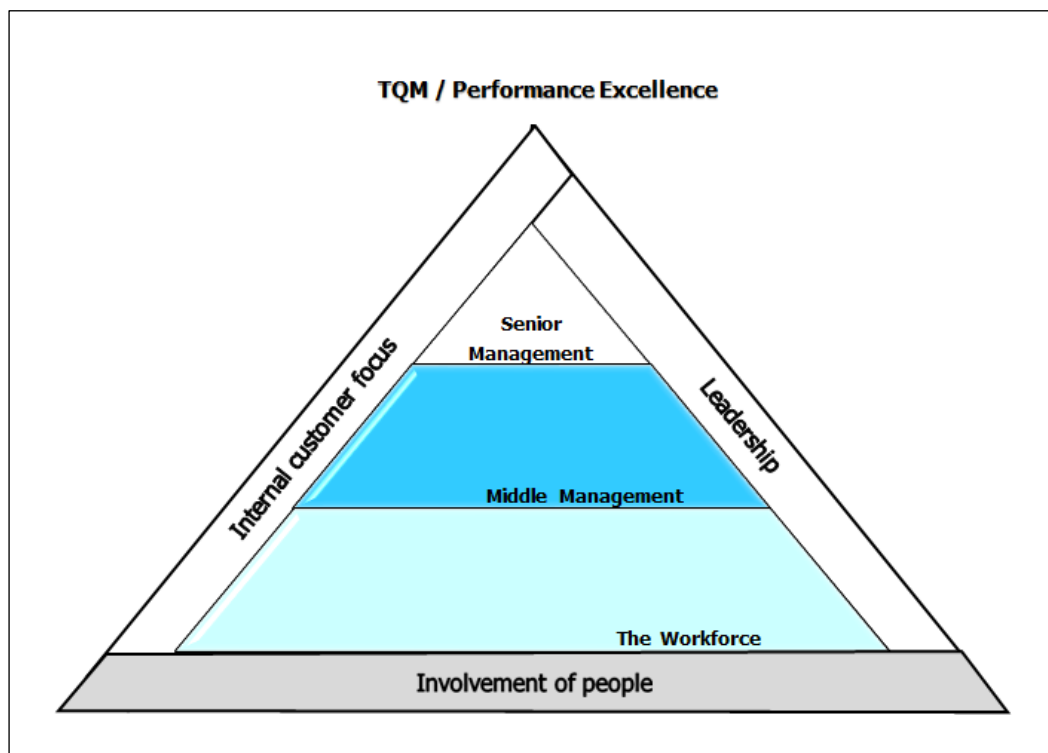 TQM / Performance Excellence
Senior
Management
Internal customer focus
Leadership
Middle Management
The Workforce
Involvement of people